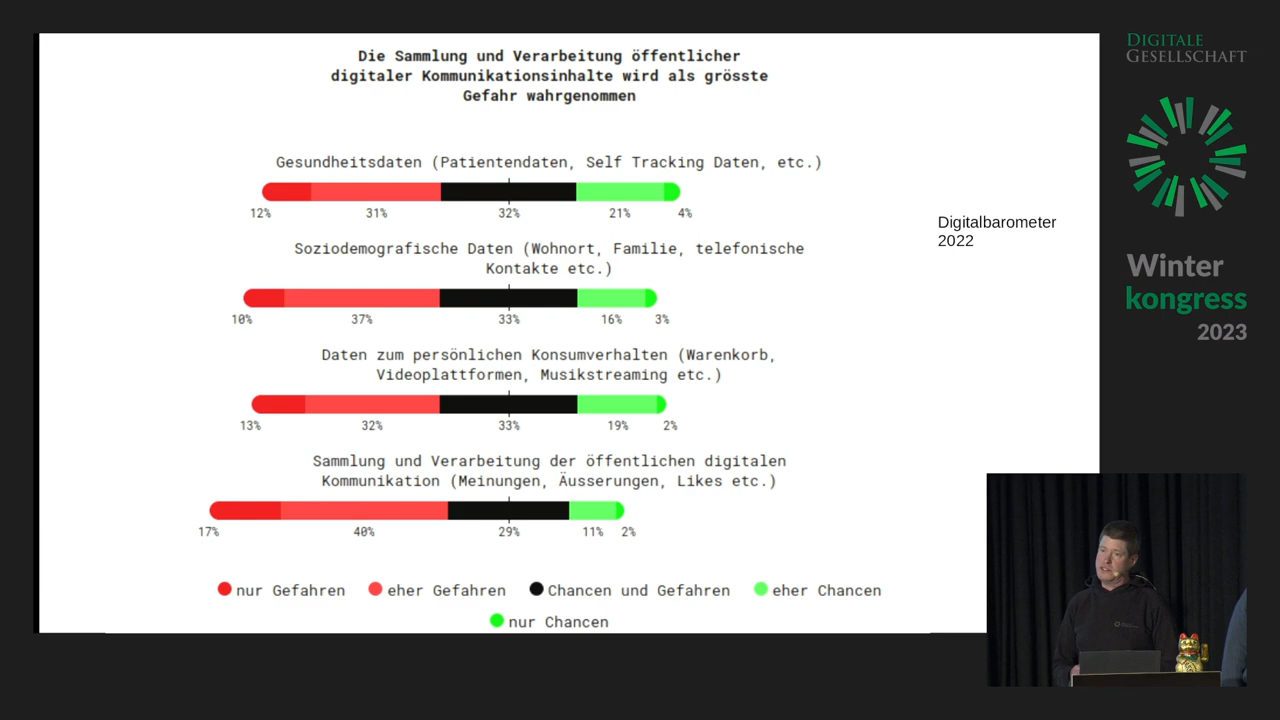 Die Sammlung und Verarbeitung öffentlicher
digitaler Kommunikationsinhalte wird als grösste
Gefahr wahrgenommen
Gesundheitsdaten (Patientendaten, Self Tracking Daten, etc.)
12% 31% 32% 21% 4%
Soziodemografische Daten (Wohnort, Familie, telefonische
Kontakte etc.)
10% 37% 33% 16% 3%
Daten zum persönlichen Konsumverhalten (Warenkorb,
Videoplattformen, Musikstreaming etc.)
13% 32% 33% 19% 2%
Sammlung und Verarbeitung der öffentlichen digitalen
Kommunikation (Meinungen, Äusserungen, Likes etc.)
17% 40% 29% 11% 2%
nur Gefahren eher Gefahren Chancen und Gefahren eher Chancen
nur Chancen
Digitalbarometer
2022
DIGITALE
GESELLSCHAFT
Winter
kongress
2023